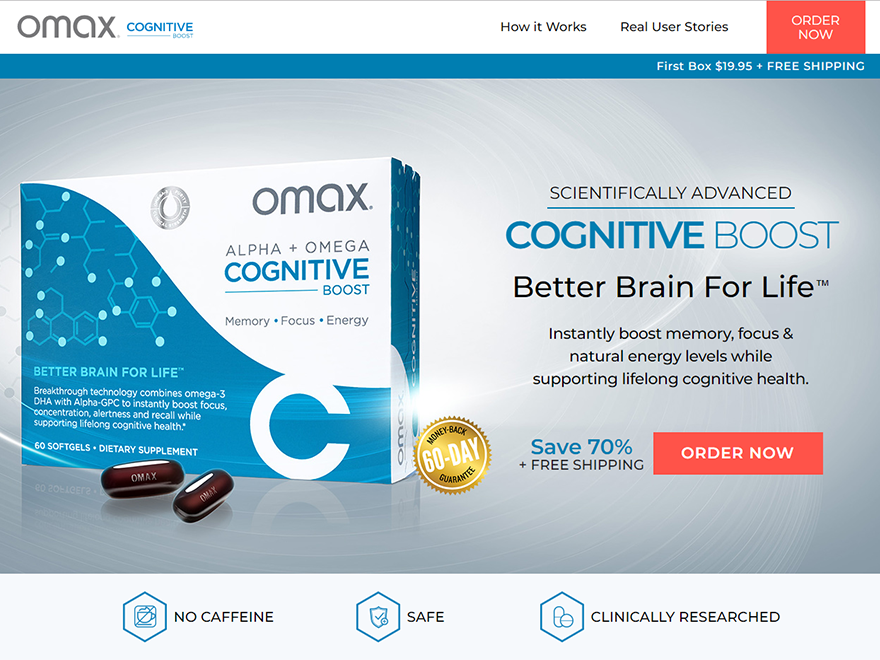 omax. COGNITIVE
BOOST
How it Works
Real User Stories
ORDER
NOW
First Box $19.95 + FREE SHIPPING
omax.
ALPHA + OMEGA
COGNITIVE
BOOST
Memory • Focus • Energy
BETTER BRAIN FOR LIFE™
Breakthrough technology combines omega-3
DHA with Alpha-GPC to instantly boost focus,
concentration, alertness and recall while
supporting lifelong cognitive health.*
60 SOFTGELS • DIETARY SUPPLEMENT
C
omax
COGNITIVE
OMAX
OMAX
MONEY-BACK
60-DAY
GUARANTEE
SCIENTIFICALLY ADVANCED
COGNITIVE BOOST
Better Brain For Life™
Instantly boost memory, focus &
natural energy levels while
supporting lifelong cognitive health.
Save 70%
+ FREE SHIPPING
ORDER NOW
NO CAFFEINE
SAFE
CLINICALLY RESEARCHED